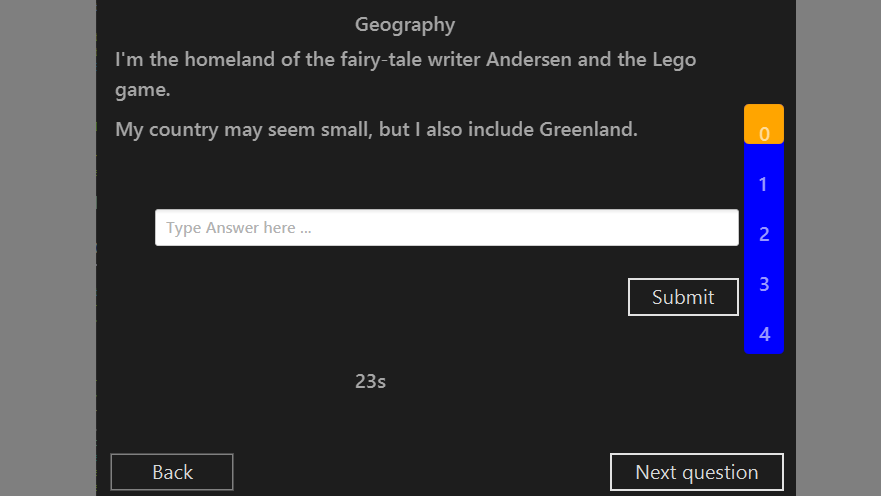 Geography
I'm the homeland of the fairy-tale writer Andersen and the Lego
game.
My country may seem small, but I also include Greenland.
0
1
2
3
4
Type Answer here ...
Submit
23s
Back
Next question